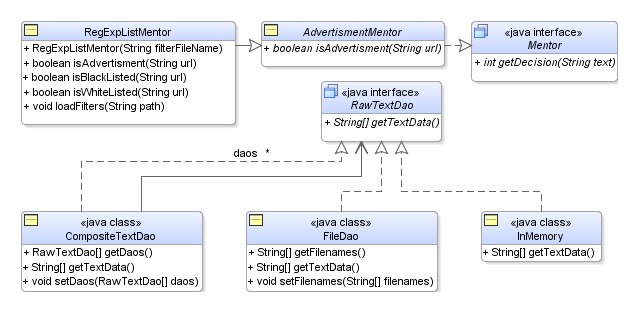 RegExpListMentor
+ RegExpListMentor(String filterFileName)
+ boolean isAdvertisment(String url)
+ boolean isBlackListed(String url)
+ boolean isWhiteListed(String url)
+ void loadFilters(String path)
AdvertismentMentor
+ boolean isAdvertisment(String url)
«java interface»
Mentor
+ int getDecision(String text)
«java interface»
RawTextDao
+ String[] getTextData()
daos *
«java class»
CompositeTextDao
+ RawTextDao[] getDaos()
+ String[] getTextData()
+ void setDaos(RawTextDao[] daos)
«java class»
FileDao
+ String[] getFilenames()
+ String[] getTextData()
+ void setFilenames(String[] filenames)
«java class»
InMemory
+ String[] getTextData()